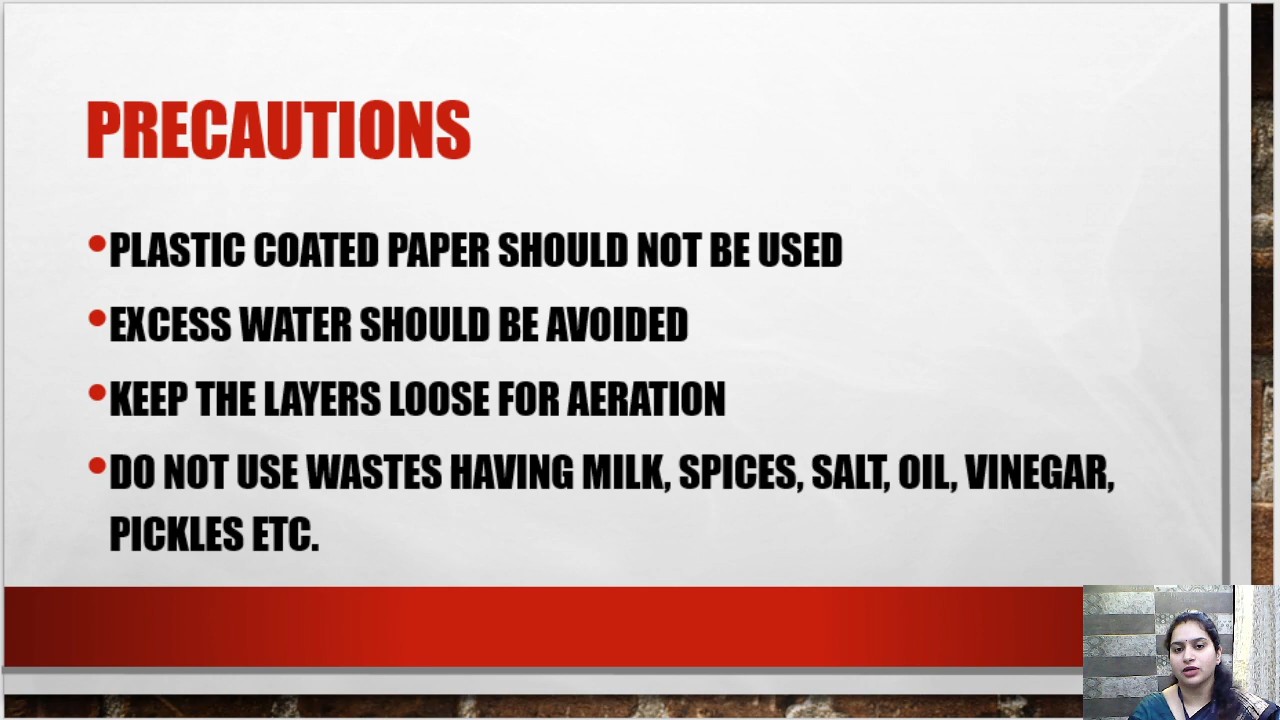 PRECAUTIONS
•PLASTIC COATED PAPER SHOULD NOT BE USED
•EXCESS WATER SHOULD BE AVOIDED
•KEEP THE LAYERS LOOSE FOR AERATION
•DO NOT USE WASTES HAVING MILK, SPICES, SALT, OIL, VINEGAR,
PICKLES ETC.